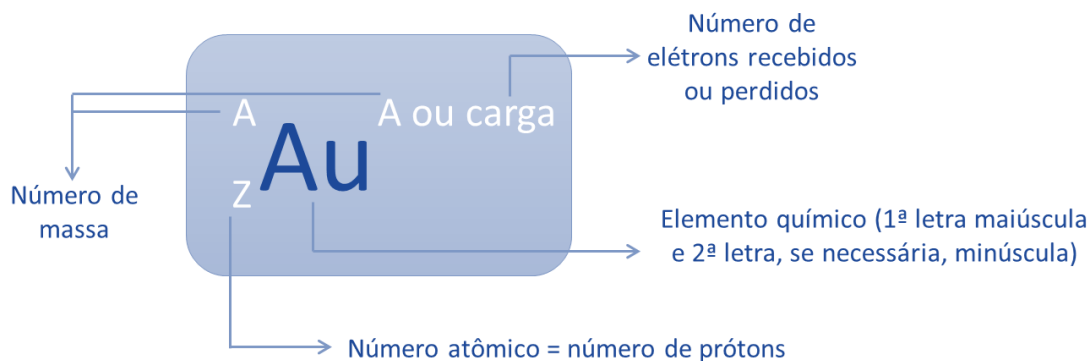 Número de
elétrons recebidos
ou perdidos
A
A ou carga
Au
Z
Número de
massa
Elemento químico (1ª letra maiúscula
e 2ª letra, se necessária, minúscula)
Número atômico = número de prótons